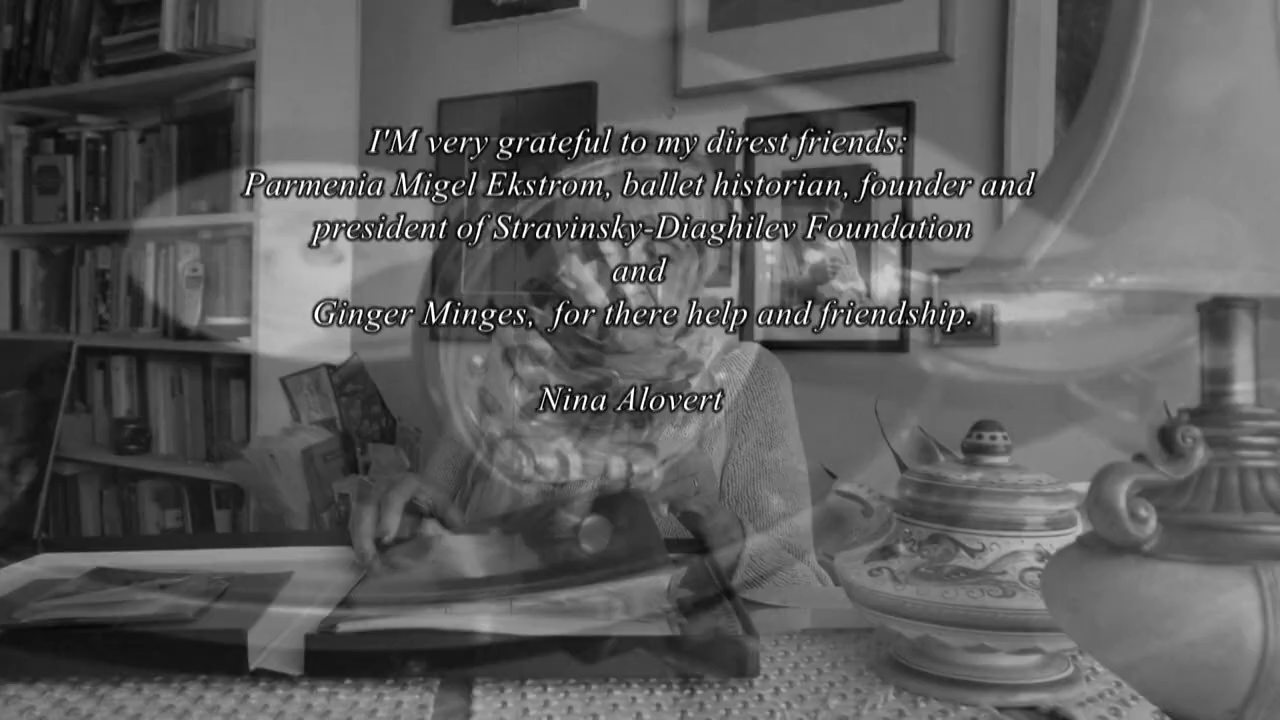 I'M very grateful to my direst friends:
Parmenia Migel Ekstrom, ballet historian, founder and
president of Stravinsky-Diaghilev Foundation
and
Ginger Minges, for there help and friendship.
Nina Alovert